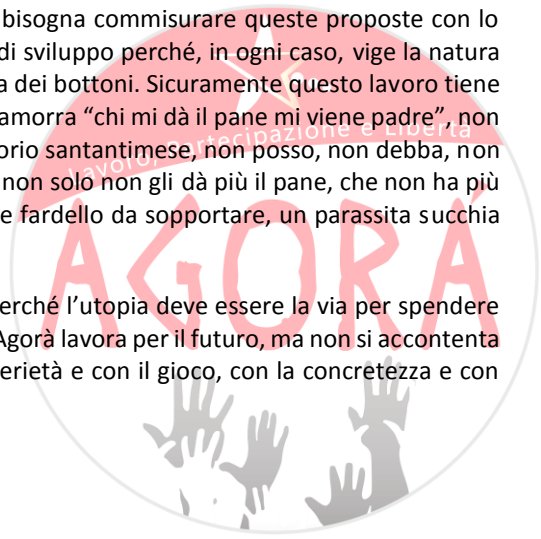 bisogna commisurare queste proposte con lo
di sviluppo perché, in ogni caso, vige la natura
a dei bottoni. Sicuramente questo lavoro tiene
amorra “chi mi dà il pane mi viene padre”, non
orio santantimese, non posso, non debba, non
non solo non gli dà più il pane, che non ha più
e fardello da sopportare, un parassita succhia
erché l’utopia deve essere la via per spendere
Agorà lavora per il futuro, ma non si accontenta
erietà e con il gioco, con la concretezza e con
Lavoro, Partecipazione e Libertà
AGORÁ